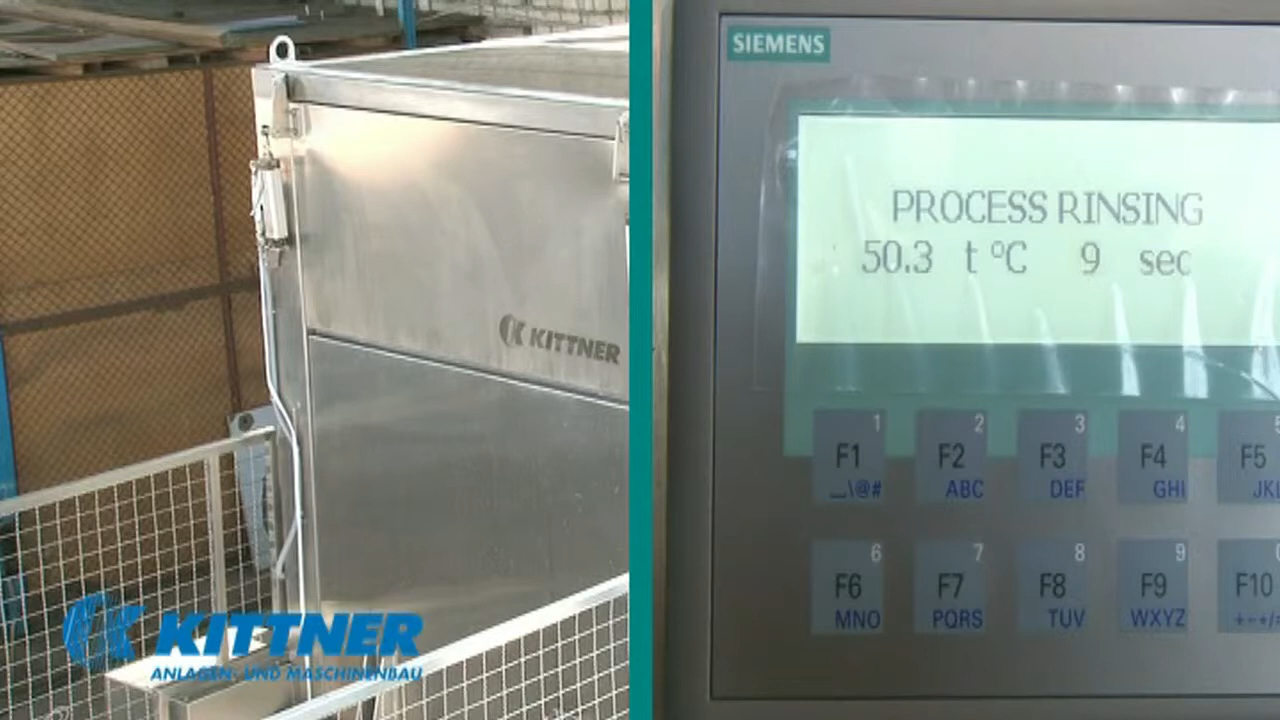 KITTNER
KITTNER
ANLAGEN- UND MASCHINENBAU
SIEMENS
PROCESS RINSING
50.3 t °C 9 sec
1 2 3 4
F1 F2 F3 F4 F5
_\@# ABC DEF GHI JKL
6 7 8 9
F6 F7 F8 F9 F10
MNO PQRS TUV WXYZ